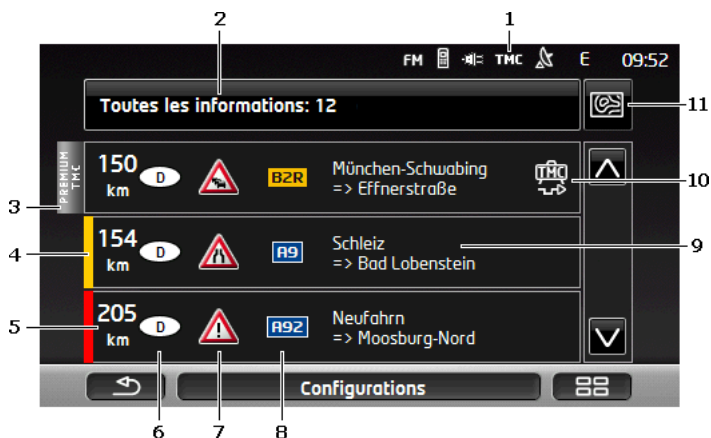 2
1
FM TMC E 09:52
Toutes les informations: 12
11
PREMIUM
TMC
150
km
D
B2R
München-Schwabing
=> Effnerstraße
TMC
10
3
154
km
D
A9
Schleiz
=> Bad Lobenstein
9
4
205
km
D
A92
Neufahrn
=> Moosburg-Nord
5
Configurations
6
7
8